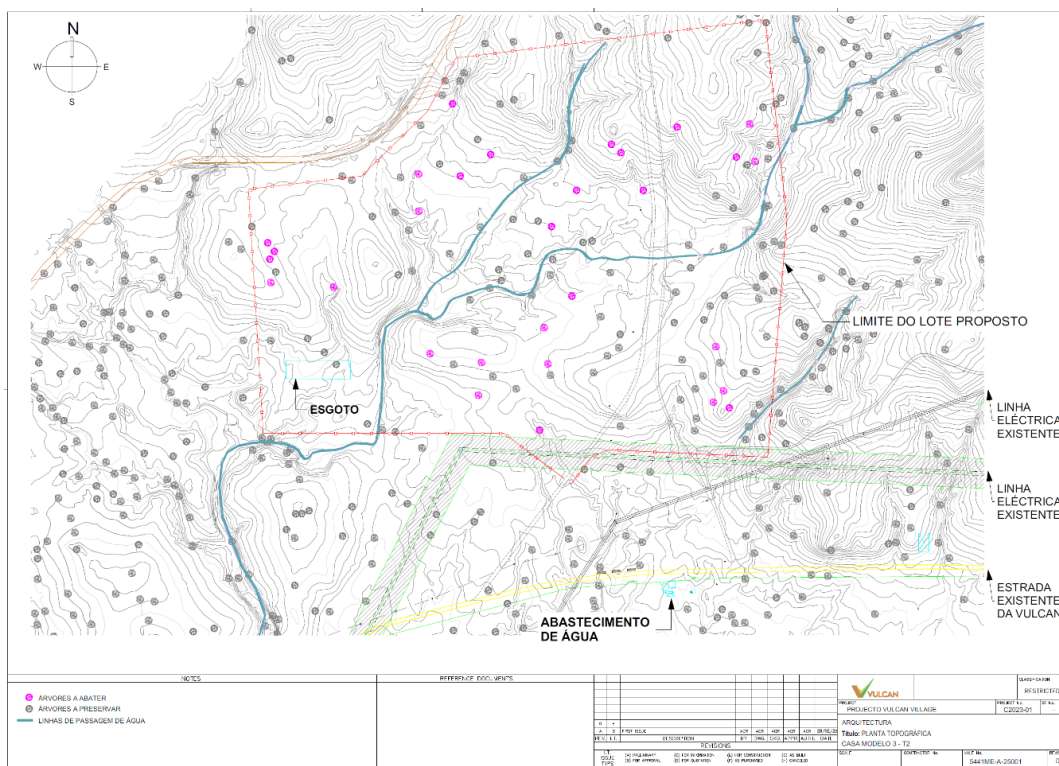 N
W
E
S
LIMITE DO LOTE PROPOSTO
ESGOTO
LINHA
ELÉCTRICA
EXISTENTE
LINHA
ELÉCTRICA
EXISTENTE
ESTRADA
EXISTENTE
DA VULCAN
ABASTECIMENTO
DE ÁGUA
NOTES
REFERENCE DOCUMENTS
ÁRVORES A ABATER
ÁRVORES A PRESERVAR
LINHAS DE PASSAGEM DE ÁGUA
DESCRIPTION
REVISIONS
VULCAN
RESTRICTED
PROJECTO VULCAN VILLAGE
C2023-01
ARQUITECTURA
Título: PLANTA TOPOGRÁFICA
CASA MODELO 3 - T2
5441ME-A-25001